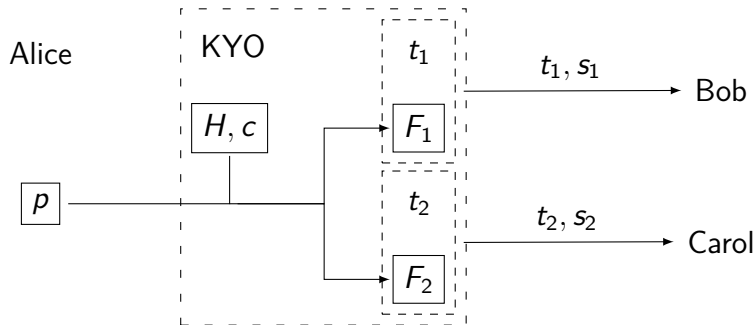 Alice
KYO
t₁
t₁, s₁
Bob
H, c
F₁
p
t₂
t₂, s₂
Carol
F₂